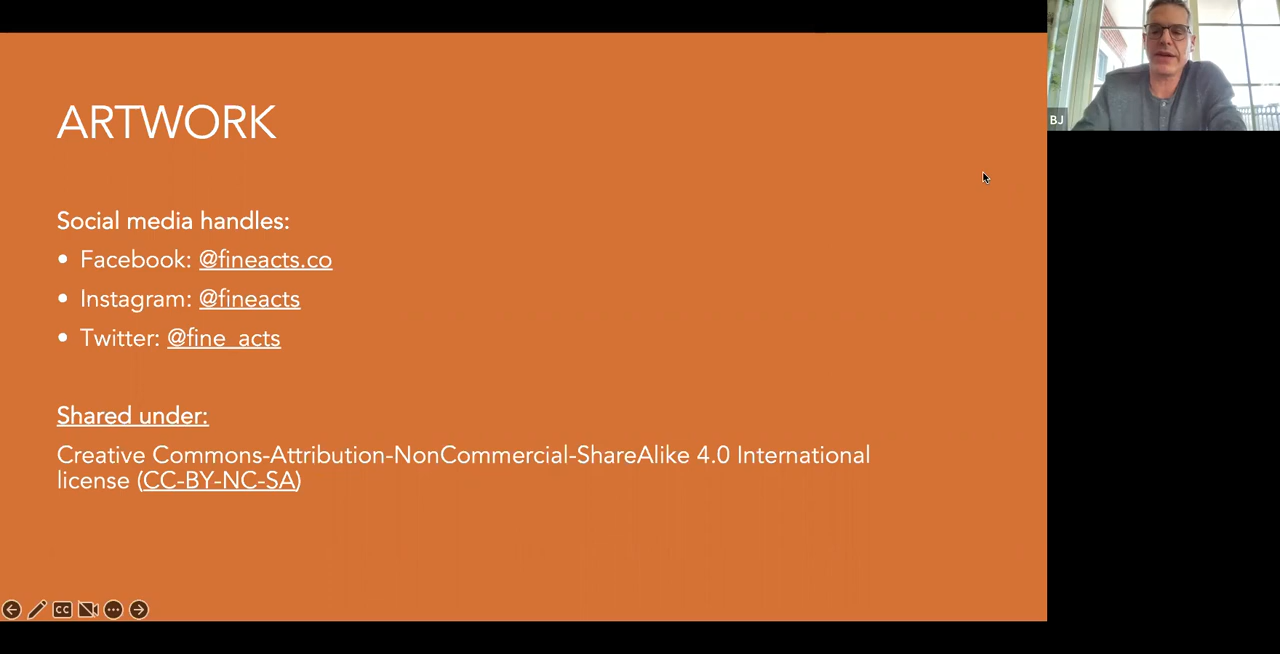 ARTWORK
Social media handles:
• Facebook: @fineacts.co
• Instagram: @fineacts
• Twitter: @fine_acts
Shared under:
Creative Commons-Attribution-NonCommercial-ShareAlike 4.0 International
license (CC-BY-NC-SA)
BJ
CC